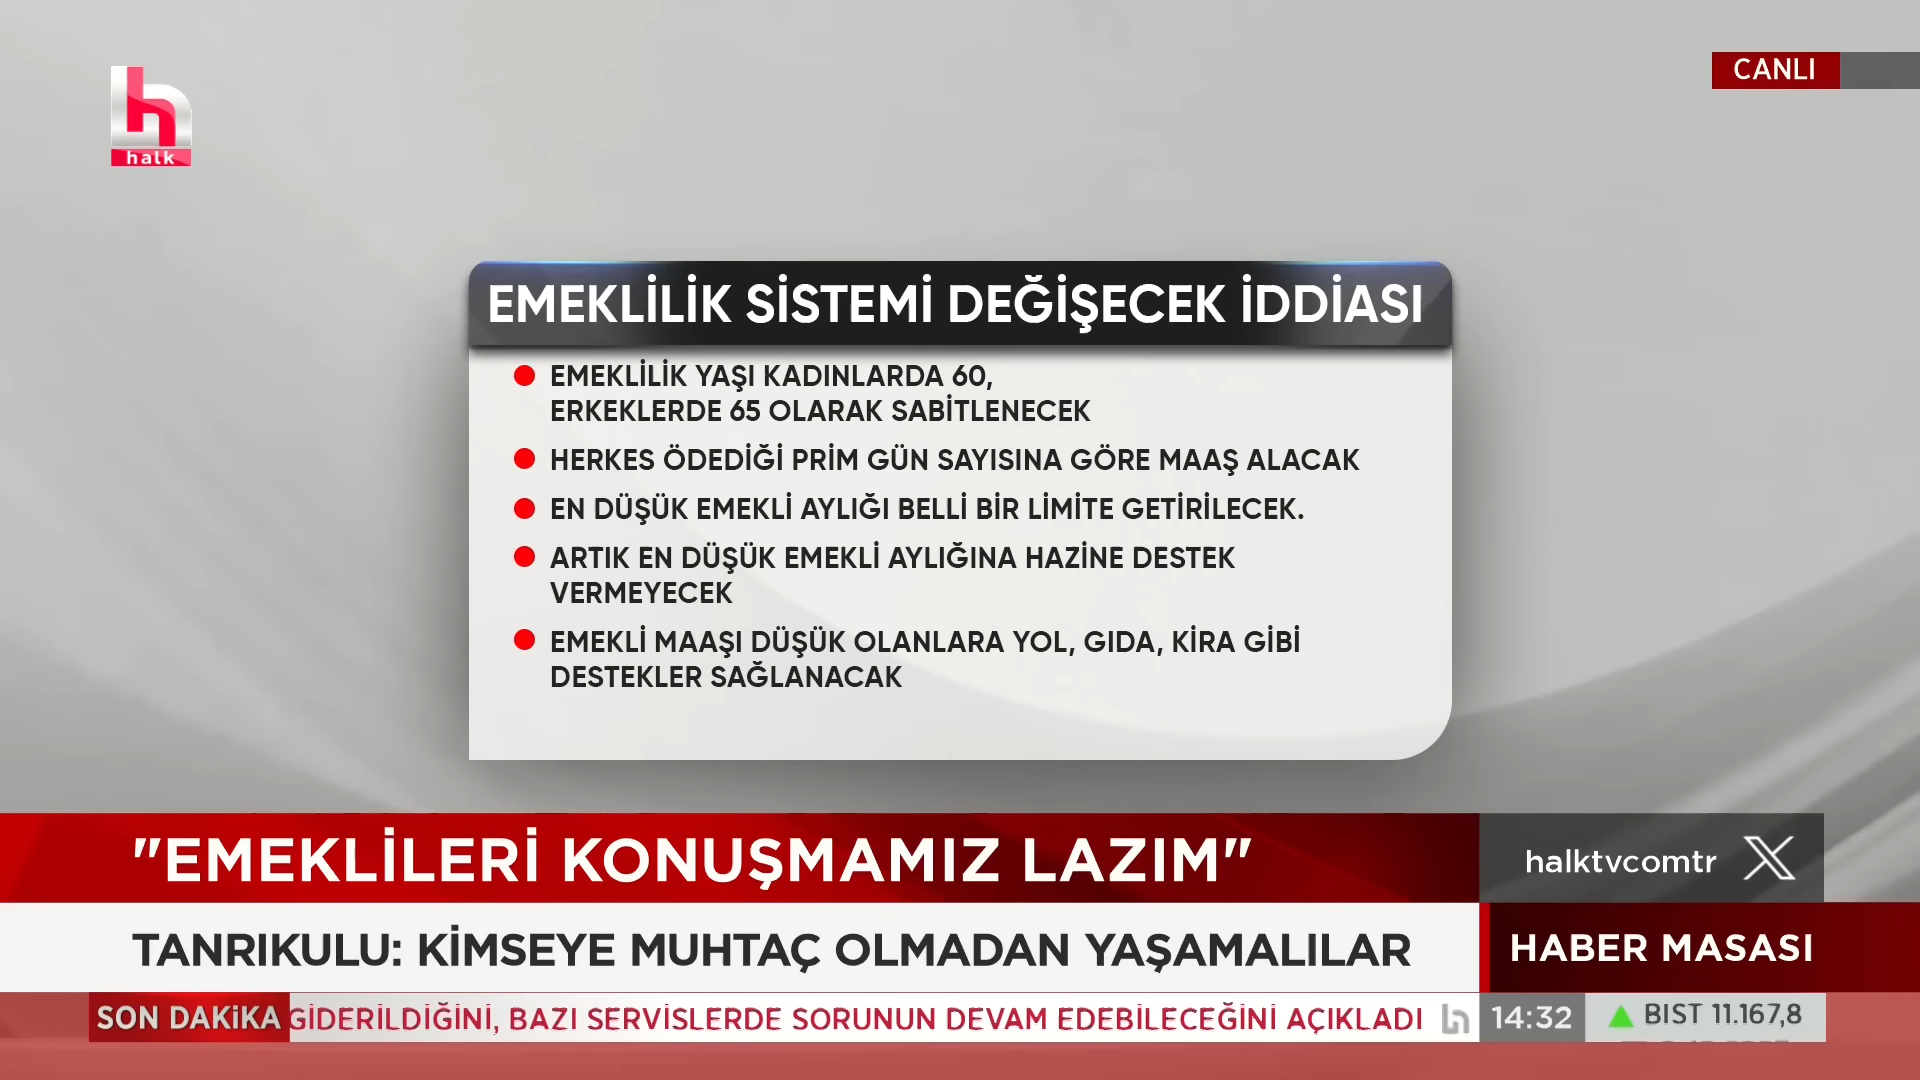 halk
CANLI
EMEKLİLİK SİSTEMİ DEĞİŞECEK İDDİASI
EMEKLİLİK YAŞI KADINLARDA 60,
ERKEKLERDE 65 OLARAK SABİTLENECEK
HERKES ÖDEDİĞİ PRİM GÜN SAYISINA GÖRE MAAŞ ALACAK
EN DÜŞÜK EMEKLİ AYLIĞI BELLİ BİR LİMİTE GETİRİLECEK.
ARTIK EN DÜŞÜK EMEKLİ AYLIĞINA HAZİNE DESTEK
VERMEYECEK
EMEKLİ MAAŞI DÜŞÜK OLANLARA YOL, GIDA, KİRA GİBİ
DESTEKLER SAĞLANACAK
"EMEKLİLERİ KONUŞMAMIZ LAZIM"
halktvcomtr
TANRIKULU: KİMSEYE MUHTAÇ OLMADAN YAŞAMALILAR
HABER MASASI
SON DAKİKA GİDERİLDİĞİNİ, BAZI SERVİSLERDE SORUNUN DEVAM EDEBİLECEĞİNİ AÇIKLADI
14:32
BIST 11.167,8